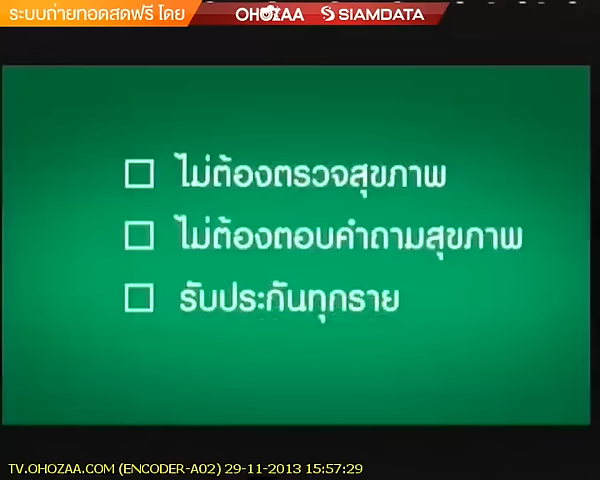 ระบบถ่ายทอดสดฟรี โดย OHOZAA SIAMDATA
ไม่ต้องตรวจสุขภาพ
ไม่ต้องตอบคำถามสุขภาพ
รับประกันทุกราย
TV.OHOZAA.COM (ENCODER-A02) 29-11-2013 15:57:29